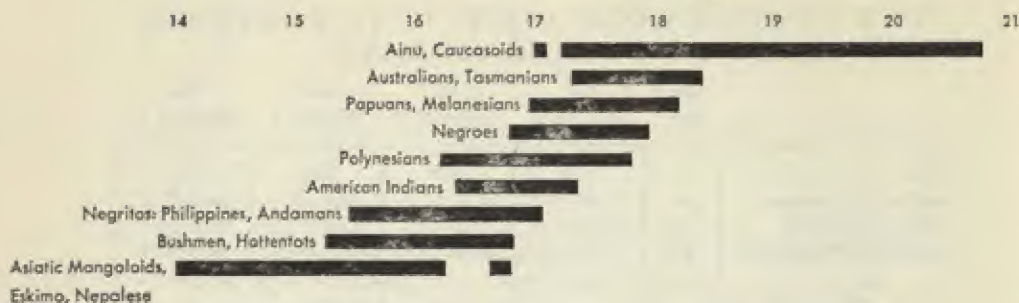 14 15 16 17 18 19 20 21
Ainu, Caucasoids
Australians, Tasmanians
Papuans, Melanesians
Negroes
Polynesians
American Indians
Negritos: Philippines, Andamans
Bushmen, Hottentots
Asiatic Mongoloids,
Eskimo, Nepalese